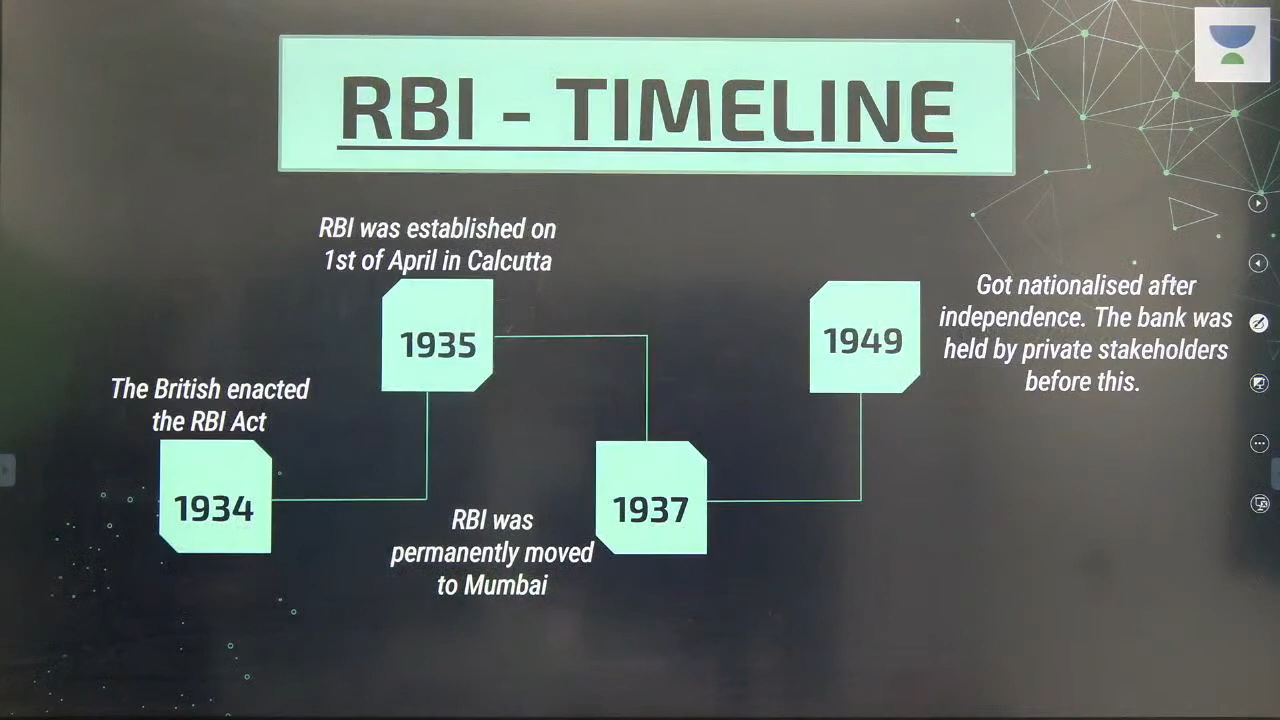 RBI - TIMELINE
RBI was established on
1st of April in Calcutta
1935
The British enacted
the RBI Act
1934
RBI was
permanently moved
to Mumbai
1937
1949
Got nationalised after
independence. The bank was
held by private stakeholders
before this.